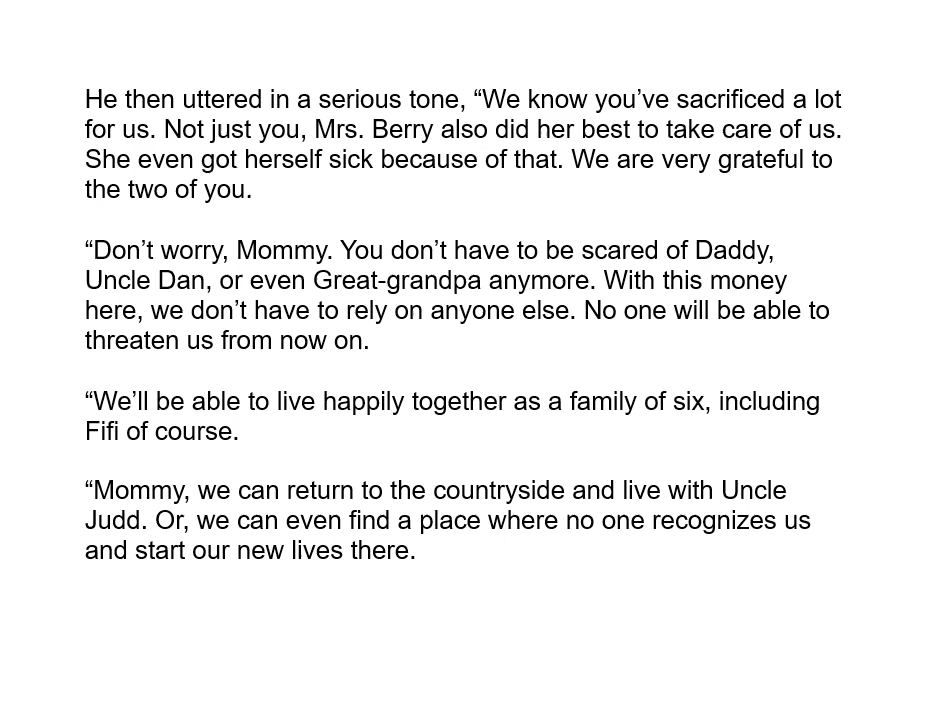 He then uttered in a serious tone, “We know you’ve sacrificed a lot
for us. Not just you, Mrs. Berry also did her best to take care of us.
She even got herself sick because of that. We are very grateful to
the two of you.
“Don’t worry, Mommy. You don’t have to be scared of Daddy,
Uncle Dan, or even Great-grandpa anymore. With this money
here, we don’t have to rely on anyone else. No one will be able to
threaten us from now on.
“We’ll be able to live happily together as a family of six, including
Fifi of course.
“Mommy, we can return to the countryside and live with Uncle
Judd. Or, we can even find a place where no one recognizes us
and start our new lives there.